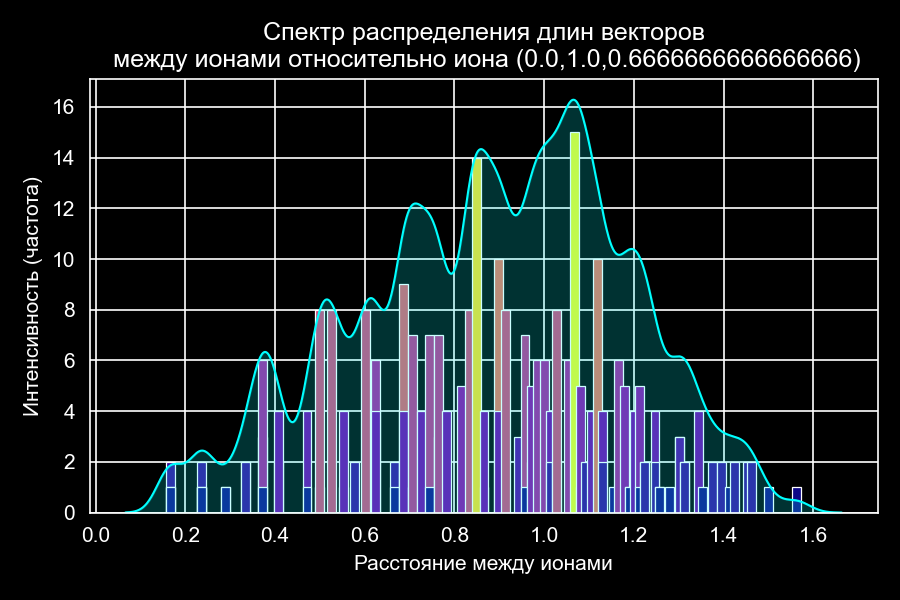 Спектр распределения длин векторов
между ионами относительно иона (0.0,1.0,0.6666666666666666)
Интенсивность (частота)
16
14
12
10
8
6
4
2
0
0.0 0.2 0.4 0.6 0.8 1.0 1.2 1.4 1.6
Расстояние между ионами